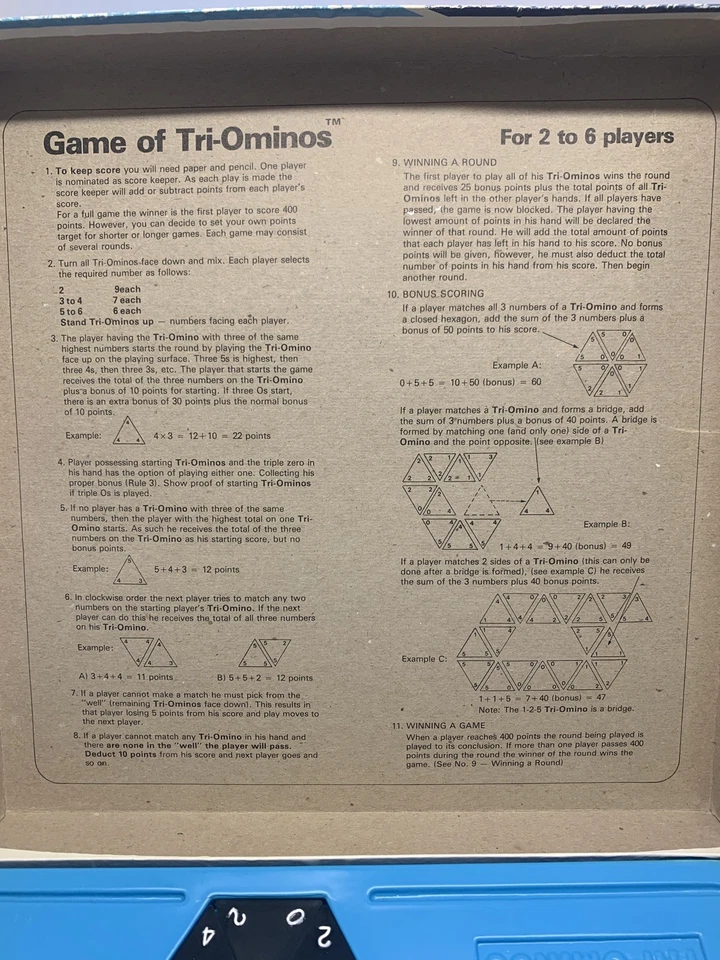 Game of Tri-Ominos™
For 2 to 6 players
1. To keep score you will need paper and pencil. One player
is nominated as score keeper. As each play is made the
score keeper will add or subtract points from each player's
score.
For a full game the winner is the first player to score 400
points. However, you can decide to set your own points
target for shorter or longer games. Each game may consist
of several rounds.
2. Turn all Tri-Ominos face down and mix. Each player selects
the required number as follows:
2 9each
3 to 4 7 each
5 to 6 6 each
Stand Tri-Ominos up — numbers facing each player.
3. The player having the Tri-Omino with three of the same
highest numbers starts the round by playing the Tri-Omino
face up on the playing surface. Three 5s is highest, then
three 4s, then three 3s, etc. The player that starts the game
receives the total of the three numbers on the Tri-Omino
plus a bonus of 10 points for starting. If three Os start,
there is an extra bonus of 30 points plus the normal bonus
of 10 points.
Example: 4 4 4 4×3 = 12+10 = 22 points
4. Player possessing starting Tri-Ominos and the triple zero in
his hand has the option of playing either one. Collecting his
proper bonus (Rule 3). Show proof of starting Tri-Ominos
if triple Os is played.
5. If no player has a Tri-Omino with three of the same
numbers, then the player with the highest total on one Tri-
Omino starts. As such he receives the total of the three
numbers on the Tri-Omino as his starting score, but no
bonus points.
Example: 5 4 3 5+4+3 = 12 points
6. In clockwise order the next player tries to match any two
numbers on the starting player's Tri-Omino. If the next
player can do this he receives the total of all three numbers
on his Tri-Omino.
Example:
A) 3+4+4 = 11 points B) 5+5+2 = 12 points
7. If a player cannot make a match he must pick from the
"well" (remaining Tri-Ominos face down). This results in
that player losing 5 points from his score and play moves to
the next player.
8. If a player cannot match any Tri-Omino in his hand and
there are none in the "well" the player will pass.
Deduct 10 points from his score and next player goes and
so on.
9. WINNING A ROUND
The first player to play all of his Tri-Ominos wins the round
and receives 25 bonus points plus the total points of all Tri-
Ominos left in the other player's hands. If all players have
passed, the game is now blocked. The player having the
lowest amount of points in his hand will be declared the
winner of that round. He will add the total amount of points
that each player has left in his hand to his score. No bonus
points will be given, however, he must also deduct the total
number of points in his hand from his score. Then begin
another round.
10. BONUS SCORING
If a player matches all 3 numbers of a Tri-Omino and forms
a closed hexagon, add the sum of the 3 numbers plus a
bonus of 50 points to his score.
Example A:
0+5+5 = 10+50 (bonus) = 60
If a player matches a Tri-Omino and forms a bridge, add
the sum of 3 numbers plus a bonus of 40 points. A bridge is
formed by matching one (and only one) side of a Tri-
Omino and the point opposite. (see example B)
Example B:
1+4+4 = 9+40 (bonus) = 49
If a player matches 2 sides of a Tri-Omino (this can only be
done after a bridge is formed), (see example C) he receives
the sum of the 3 numbers plus 40 bonus points.
Example C:
1+1+5 = 7+40 (bonus) = 47
Note: The 1-2-5 Tri-Omino is a bridge.
11. WINNING A GAME
When a player reaches 400 points the round being played is
played to its conclusion. If more than one player passes 400
points during the round the winner of the round wins the
game. (See No. 9 — Winning a Round)
4 2 0 2
TRI-OMINOS